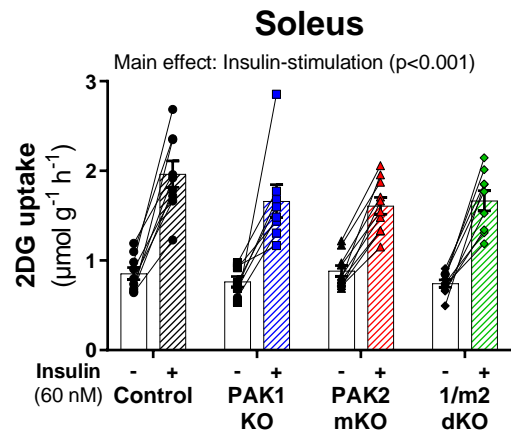 Soleus
Main effect: Insulin-stimulation (p<0.001)
2DG uptake
(µmol g⁻¹ h⁻¹)
3
2
1
0
Insulin - + - + - + - +
(60 nM) Control PAK1 PAK2 1/m2
KO mKO dKO